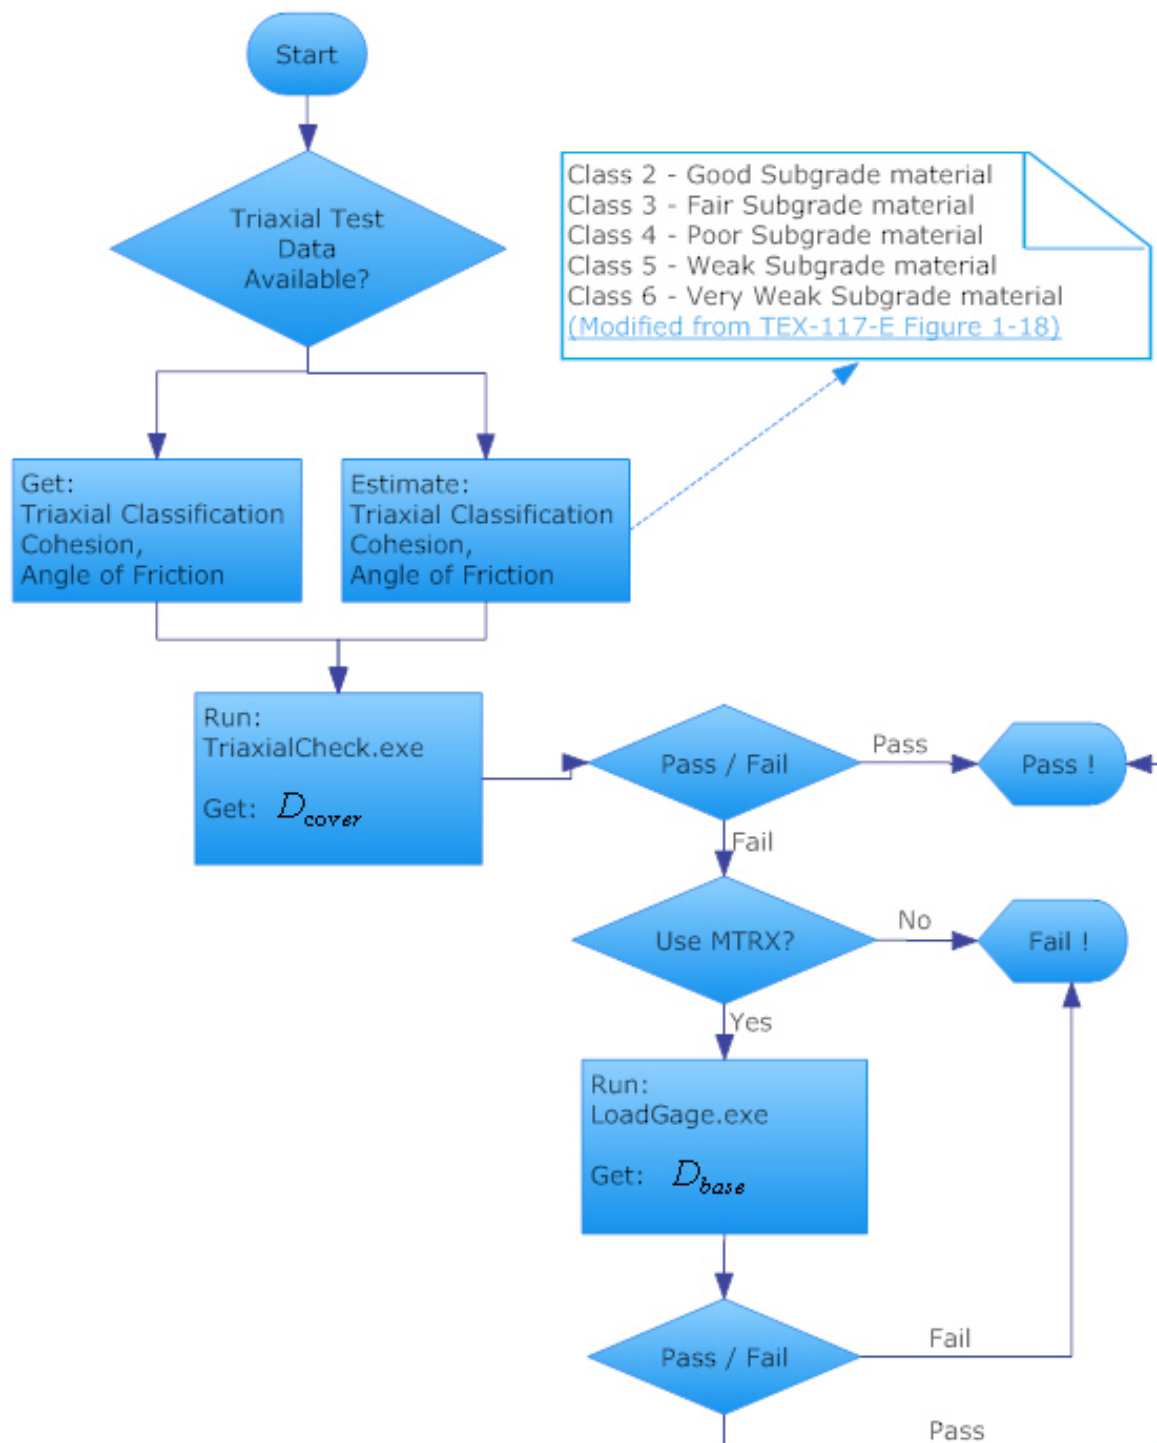 Start
Triaxial Test
Data
Available?
Class 2 - Good Subgrade material
Class 3 - Fair Subgrade material
Class 4 - Poor Subgrade material
Class 5 - Weak Subgrade material
Class 6 - Very Weak Subgrade material
(Modified from TEX-117-E Figure 1-18)
Get:
Triaxial Classification
Cohesion,
Angle of Friction
Estimate:
Triaxial Classification
Cohesion,
Angle of Friction
Run:
TriaxialCheck.exe
Get: D_cover
Pass / Fail
Pass
Pass !
Fail
Use MTRX?
No
Fail !
Yes
Run:
LoadGage.exe
Get: D_base
Pass / Fail
Fail
Pass